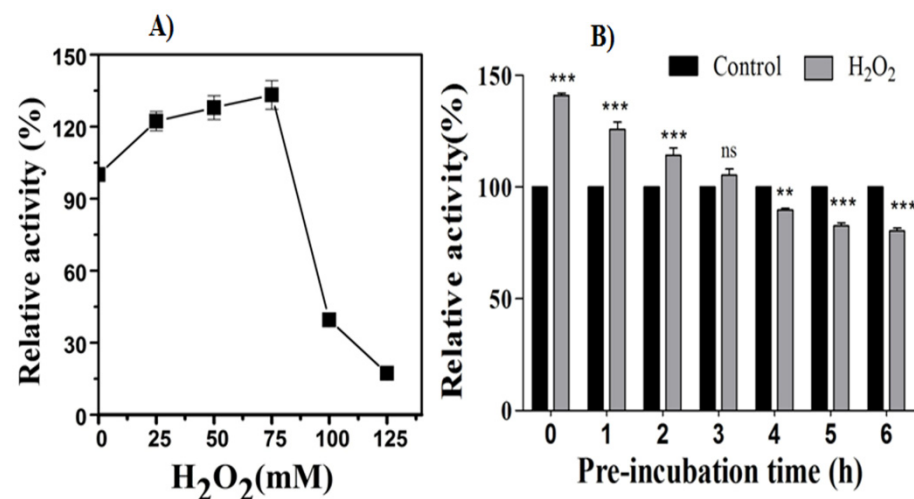 A)
150
120
90
60
30
0
Relative activity (%)
0 25 50 75 100 125
H₂O₂(mM)
B)
Control H₂O₂
150
100
50
0
Relative activity(%)
*** *** *** ns ** *** ***
0 1 2 3 4 5 6
Pre-incubation time (h)